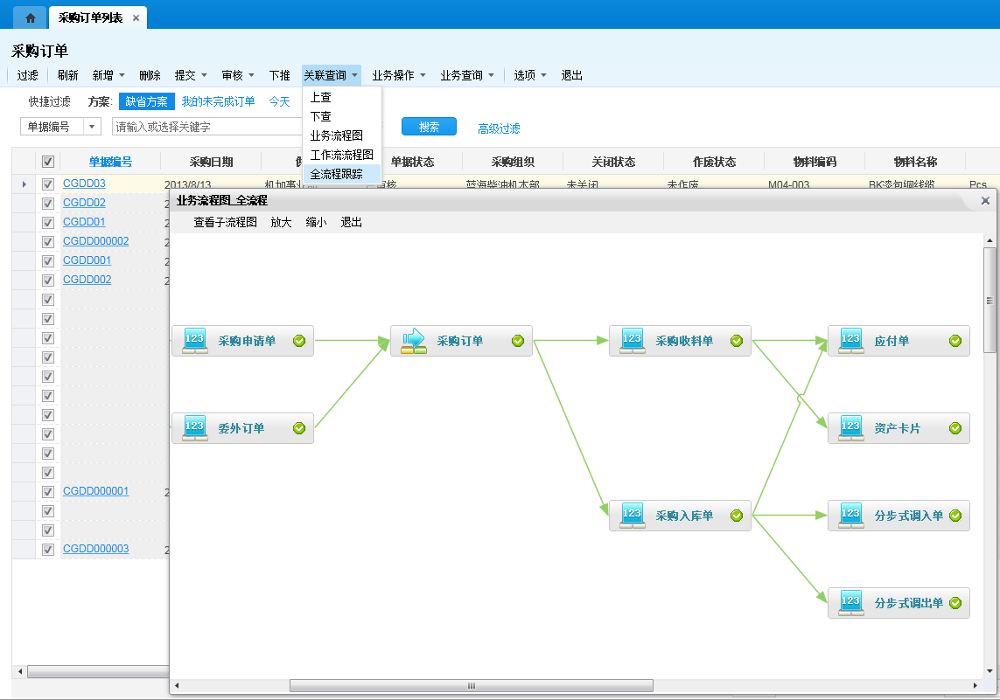 采购订单列表 ×
采购订单
过滤 刷新 新增 删除 提交 审核 下推 关联查询 业务操作 业务查询 选项 退出
快捷过滤 方案: 缺省方案 我的未完成订单 今天
上查
下查
业务流程图
工作流流程图
全流程跟踪
单据编号 请输入或选择关键字 搜索 高级过滤
单据编号 采购日期 单据状态 采购组织 关闭状态 作废状态 物料编码 物料名称
CGDD03 2013/8/13 机加事业 审核 蓝海柴油机本部 未关闭 未作废 M04-003 BK漆包铜线缆 Pcs
CGDD02 2
CGDD01 2
CGDD000002 2
CGDD001 2
CGDD002 2
CGDD000001 2
CGDD000003 2
业务流程图_全流程
查看子流程图 放大 缩小 退出
123 采购申请单
采购订单
123 采购收料单
123 应付单
123 委外订单
123 资产卡片
123 采购入库单
123 分步式调入单
123 分步式调出单